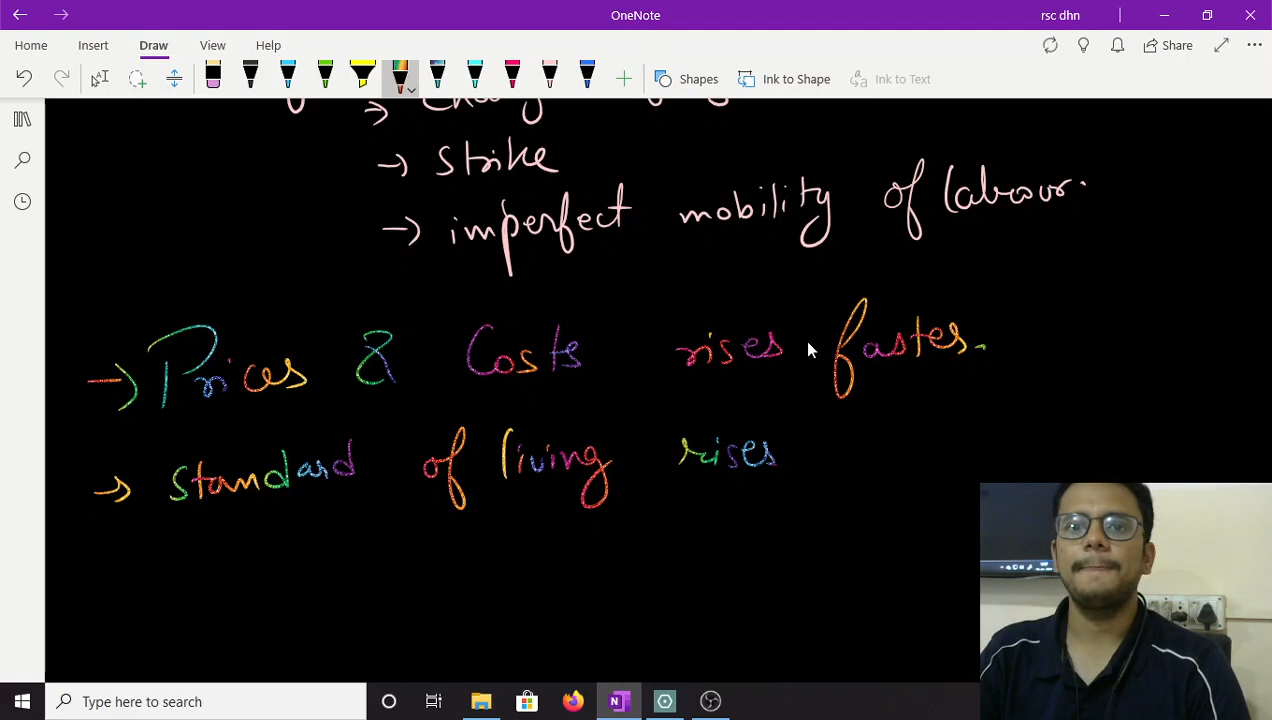 OneNote
rsc dhn
Home Insert Draw View Help
Share
Shapes Ink to Shape Ink to Text
→ strike
→ imperfect mobility of labour.
→ Prices & Costs rises fastes.
→ standard of living rises
Type here to search
N